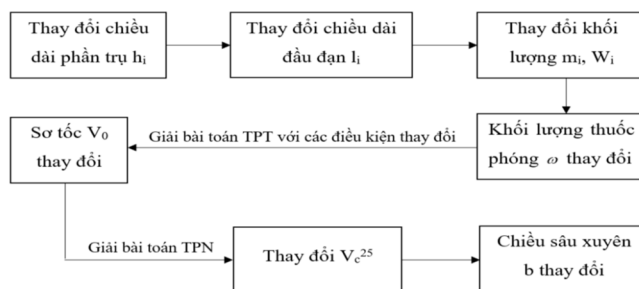 Thay đổi chiều
dài phần trụ hᵢ
Thay đổi chiều dài
đầu đạn lᵢ
Thay đổi khối
lượng mᵢ, Wᵢ
Khối lượng thuốc
phóng ω thay đổi
Giải bài toán TPT với các điều kiện thay đổi
Sơ tốc V₀
thay đổi
Giải bài toán TPN
Thay đổi V꜀²⁵
Chiều sâu xuyên
b thay đổi